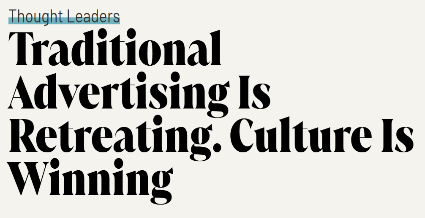 Thought Leaders
Traditional
Advertising Is
Retreating. Culture Is
Winning